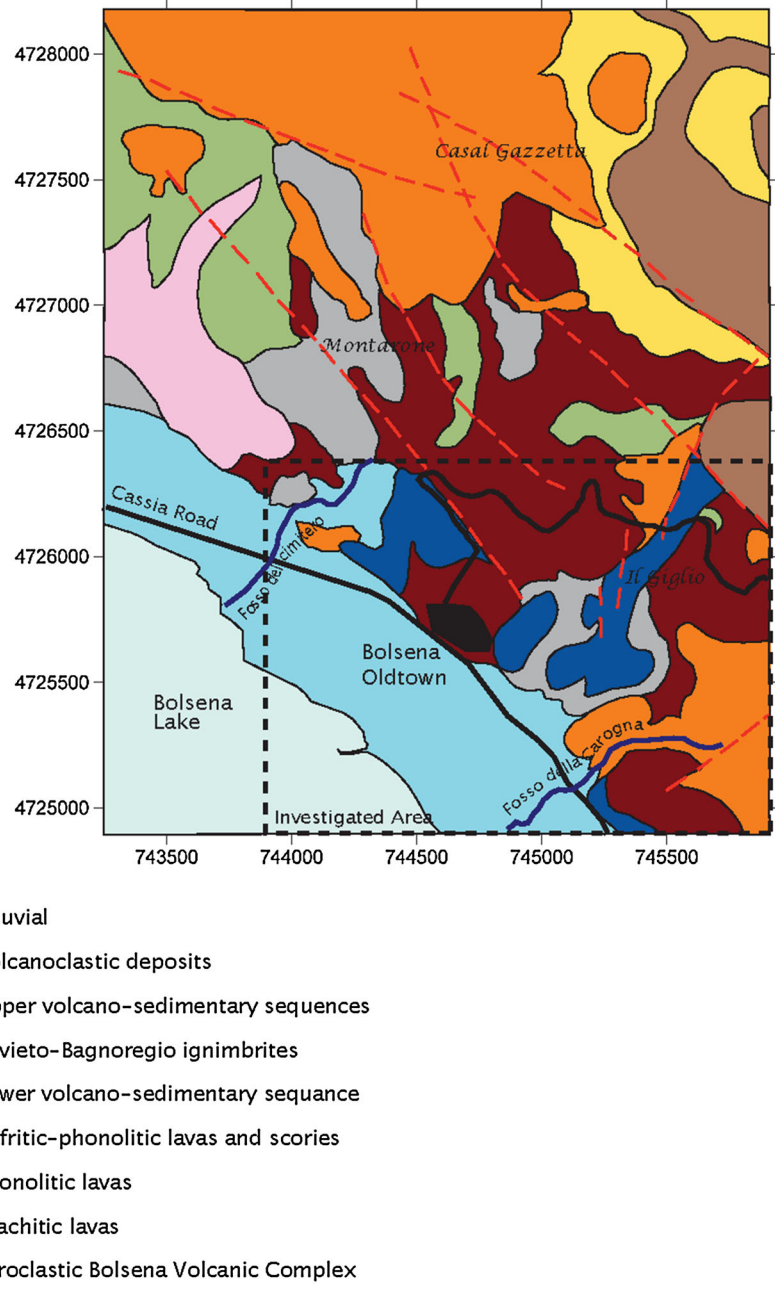 4728000
Casal Gazzetta
4727500
4727000
Montarone
4726500
Cassia Road
Fosso del cimitero
4726000
Il Giglio
Bolsena
Oldtown
4725500
Bolsena
Lake
Fosso della Carogna
4725000
Investigated Area
743500 744000 744500 745000 745500
uvial
lcanoclastic deposits
per volcano-sedimentary sequences
vieto-Bagnoregio ignimbrites
wer volcano-sedimentary sequance
fritic-phonolitic lavas and scories
onolitic lavas
achitic lavas
roclastic Bolsena Volcanic Complex